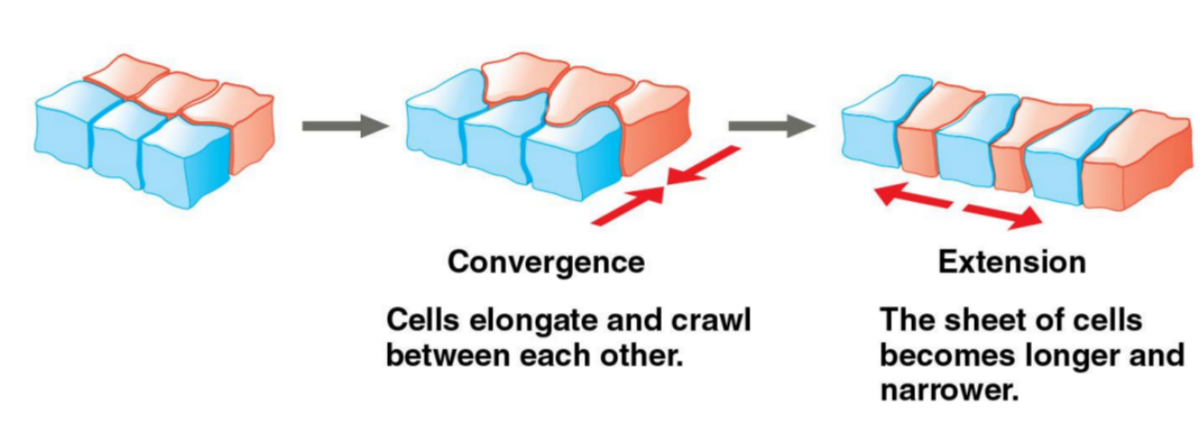 Convergence
Cells elongate and crawl
between each other.
Extension
The sheet of cells
becomes longer and
narrower.